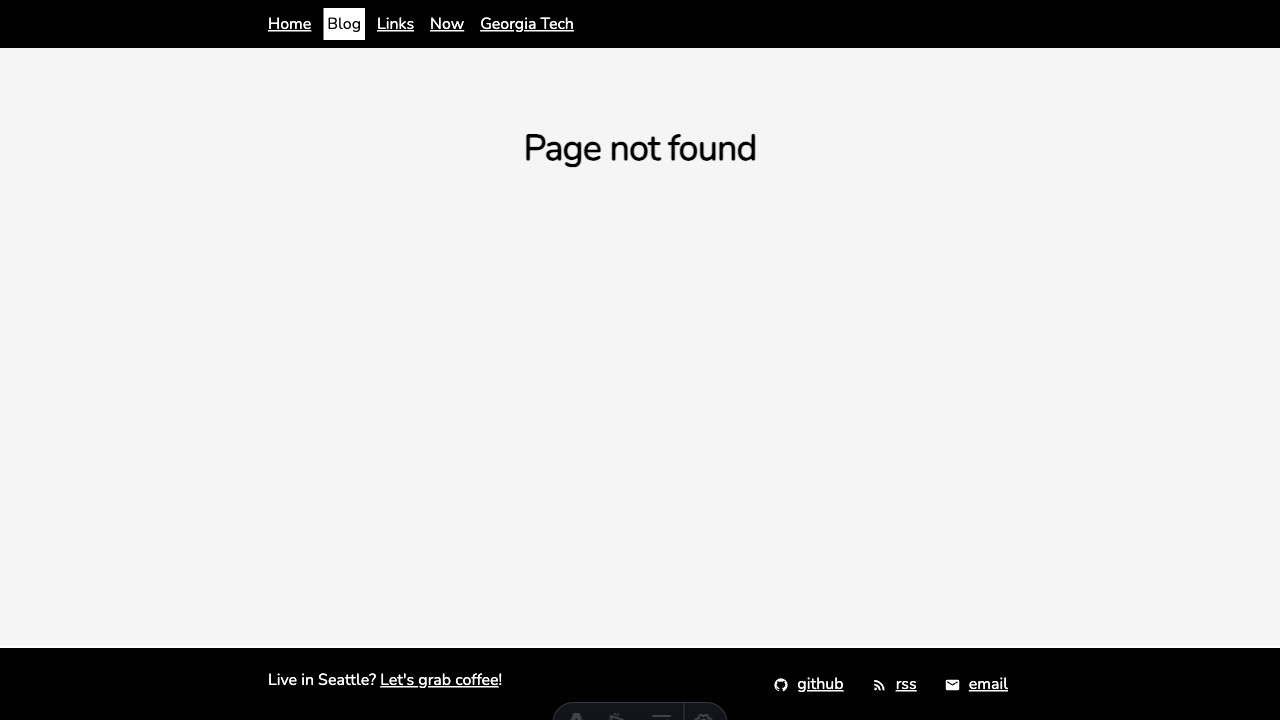 Home Blog Links Now Georgia Tech
Page not found
Live in Seattle? Let's grab coffee!
github rss email